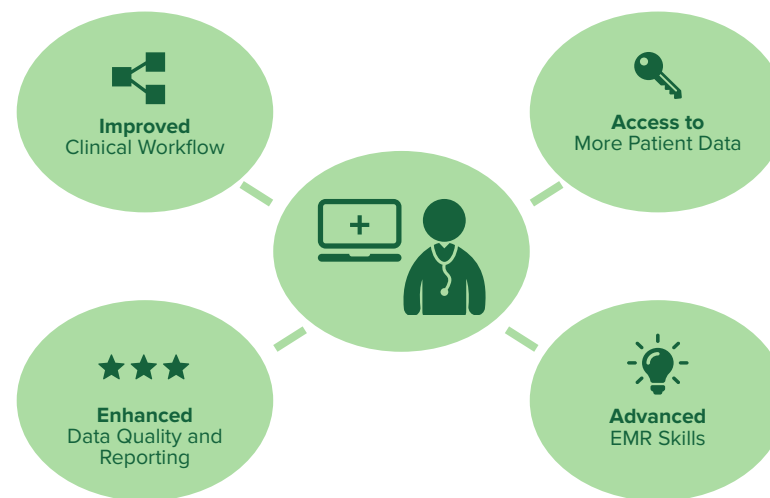 Improved
Clinical Workflow
Access to
More Patient Data
Enhanced
Data Quality and
Reporting
Advanced
EMR Skills